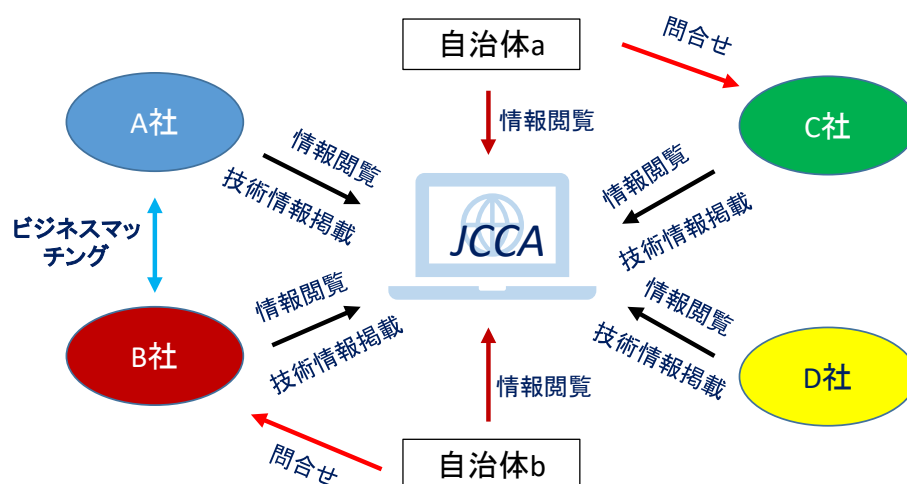 自治体a
問合せ
A社
C社
情報閲覧
情報閲覧
技術情報掲載
情報閲覧
技術情報掲載
ビジネスマッ
チング
JCCA
情報閲覧
技術情報掲載
情報閲覧
技術情報掲載
B社
D社
情報閲覧
問合せ
自治体b